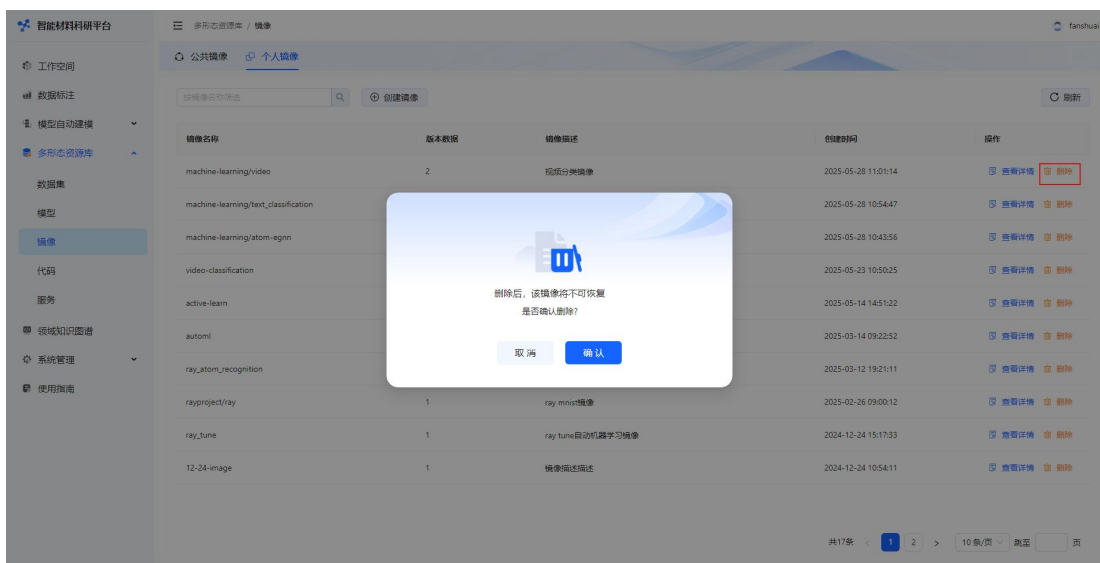 智能材料科研平台
多形态资源库 / 镜像
fanshuai
工作空间
数据标注
模型自动建模
多形态资源库
数据集
模型
镜像
代码
服务
领域知识图谱
系统管理
使用指南
公共镜像 个人镜像
按镜像名称筛选 创建镜像 刷新
镜像名称 版本数据 镜像描述 创建时间 操作
machine-learning/video 2 视频分类镜像 2025-05-28 11:01:14 查看详情 删除
machine-learning/text_classification 2025-05-28 10:54:47 查看详情 删除
machine-learning/atom-egnn 2025-05-28 10:43:56 查看详情 删除
video-classification 2025-05-23 10:50:25 查看详情 删除
active-learn 2025-05-14 14:51:22 查看详情 删除
automl 2025-03-14 09:22:52 查看详情 删除
ray_atom_recognition 2025-03-12 19:21:11 查看详情 删除
rayproject/ray 1 ray mnist镜像 2025-02-26 09:00:12 查看详情 删除
ray_tune 1 ray tune自动机器学习镜像 2024-12-24 15:17:33 查看详情 删除
12-24-image 1 镜像描述描述 2024-12-24 10:54:11 查看详情 删除
删除后，该镜像将不可恢复
是否确认删除?
取消 确认
共17条 < 1 2 > 10 条/页 跳至 页